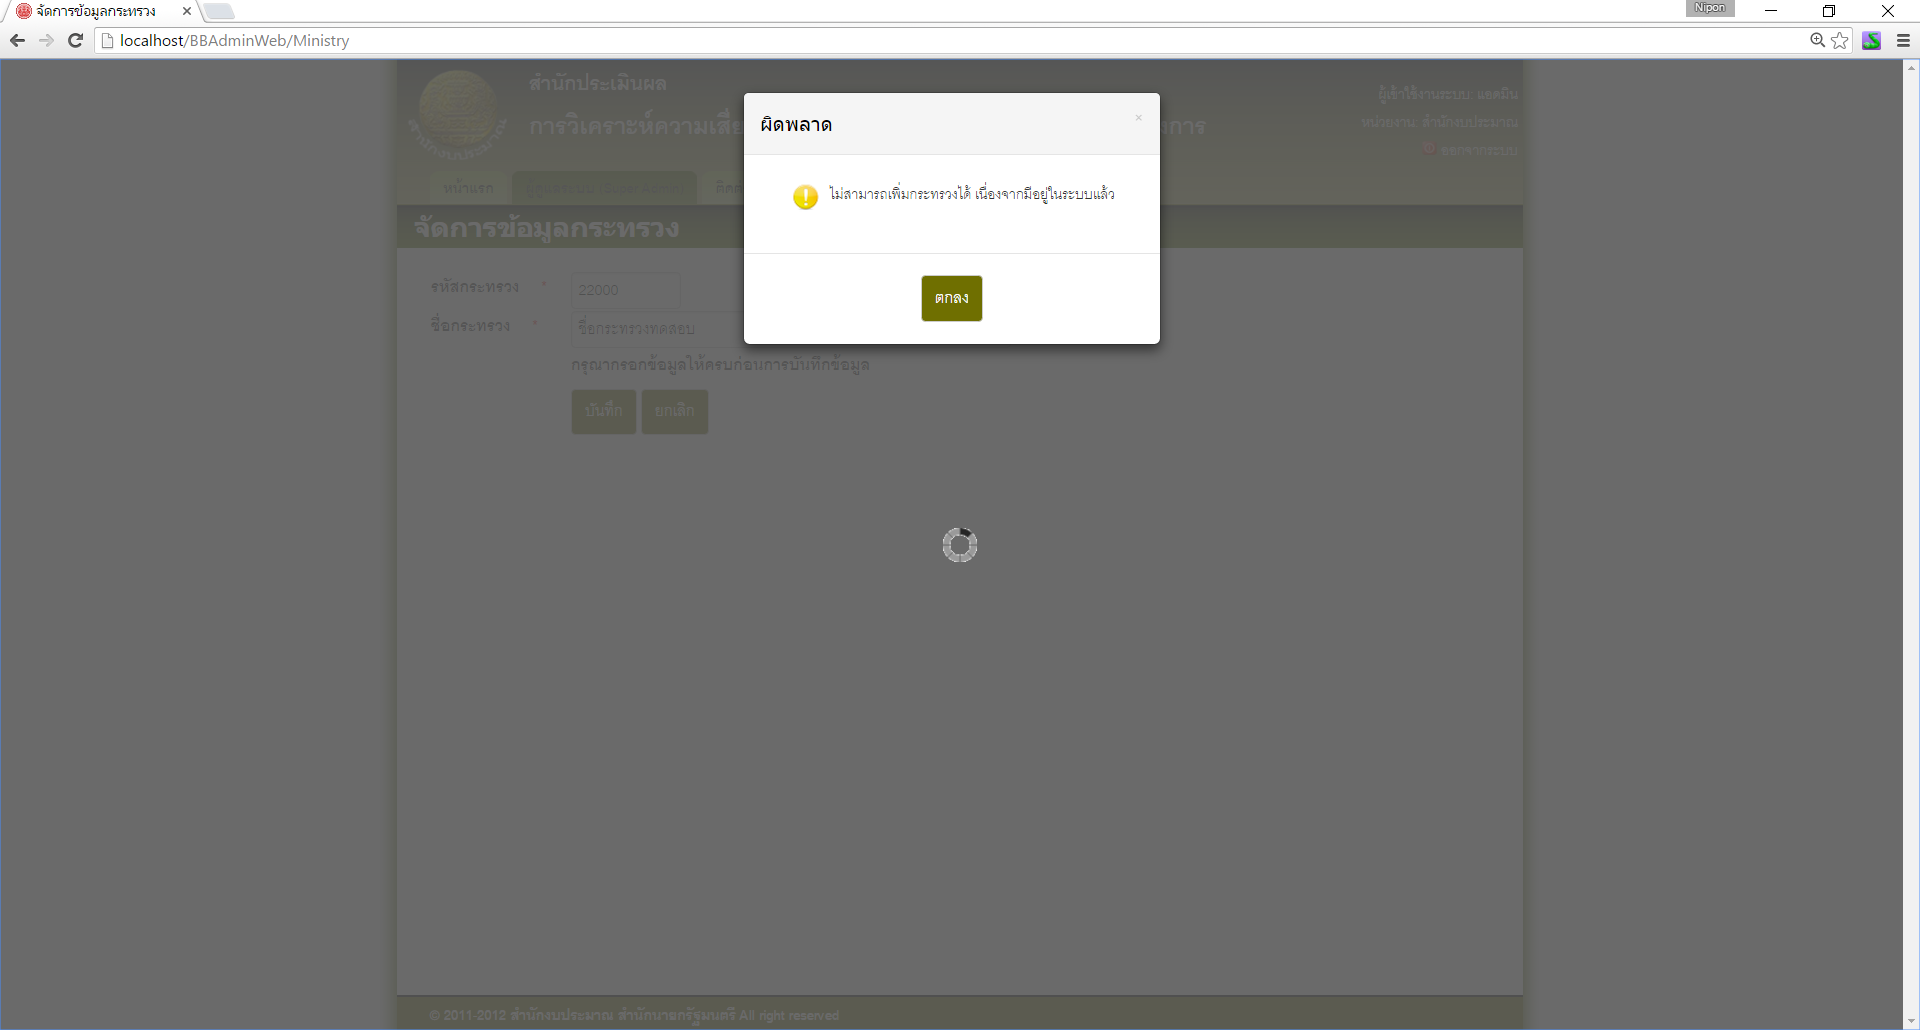 จัดการข้อมูลกระทรวง
Nipon
localhost/BBAdminWeb/Ministry
สำนักงบประมาณ
สำนักประเมินผล
การวิเคราะห์ความเสี่
งการ
ผู้เข้าใช้งานระบบ: แอดมิน
หน่วยงาน: สำนักงบประมาณ
ออกจากระบบ
หน้าแรก
จัดการข้อมูลกระทรวง
ผิดพลาด
×
ไม่สามารถเพิ่มกระทรวงได้ เนื่องจากมีอยู่ในระบบแล้ว
ตกลง
รหัสกระทรวง * 22000
ชื่อกระทรวง * ชื่อกระทรวงทดสอบ
กรุณากรอกข้อมูลให้ครบก่อนการบันทึกข้อมูล
บันทึก ยกเลิก
© 2011-2012 สำนักงบประมาณ สำนักนายกรัฐมนตรี All right reserved